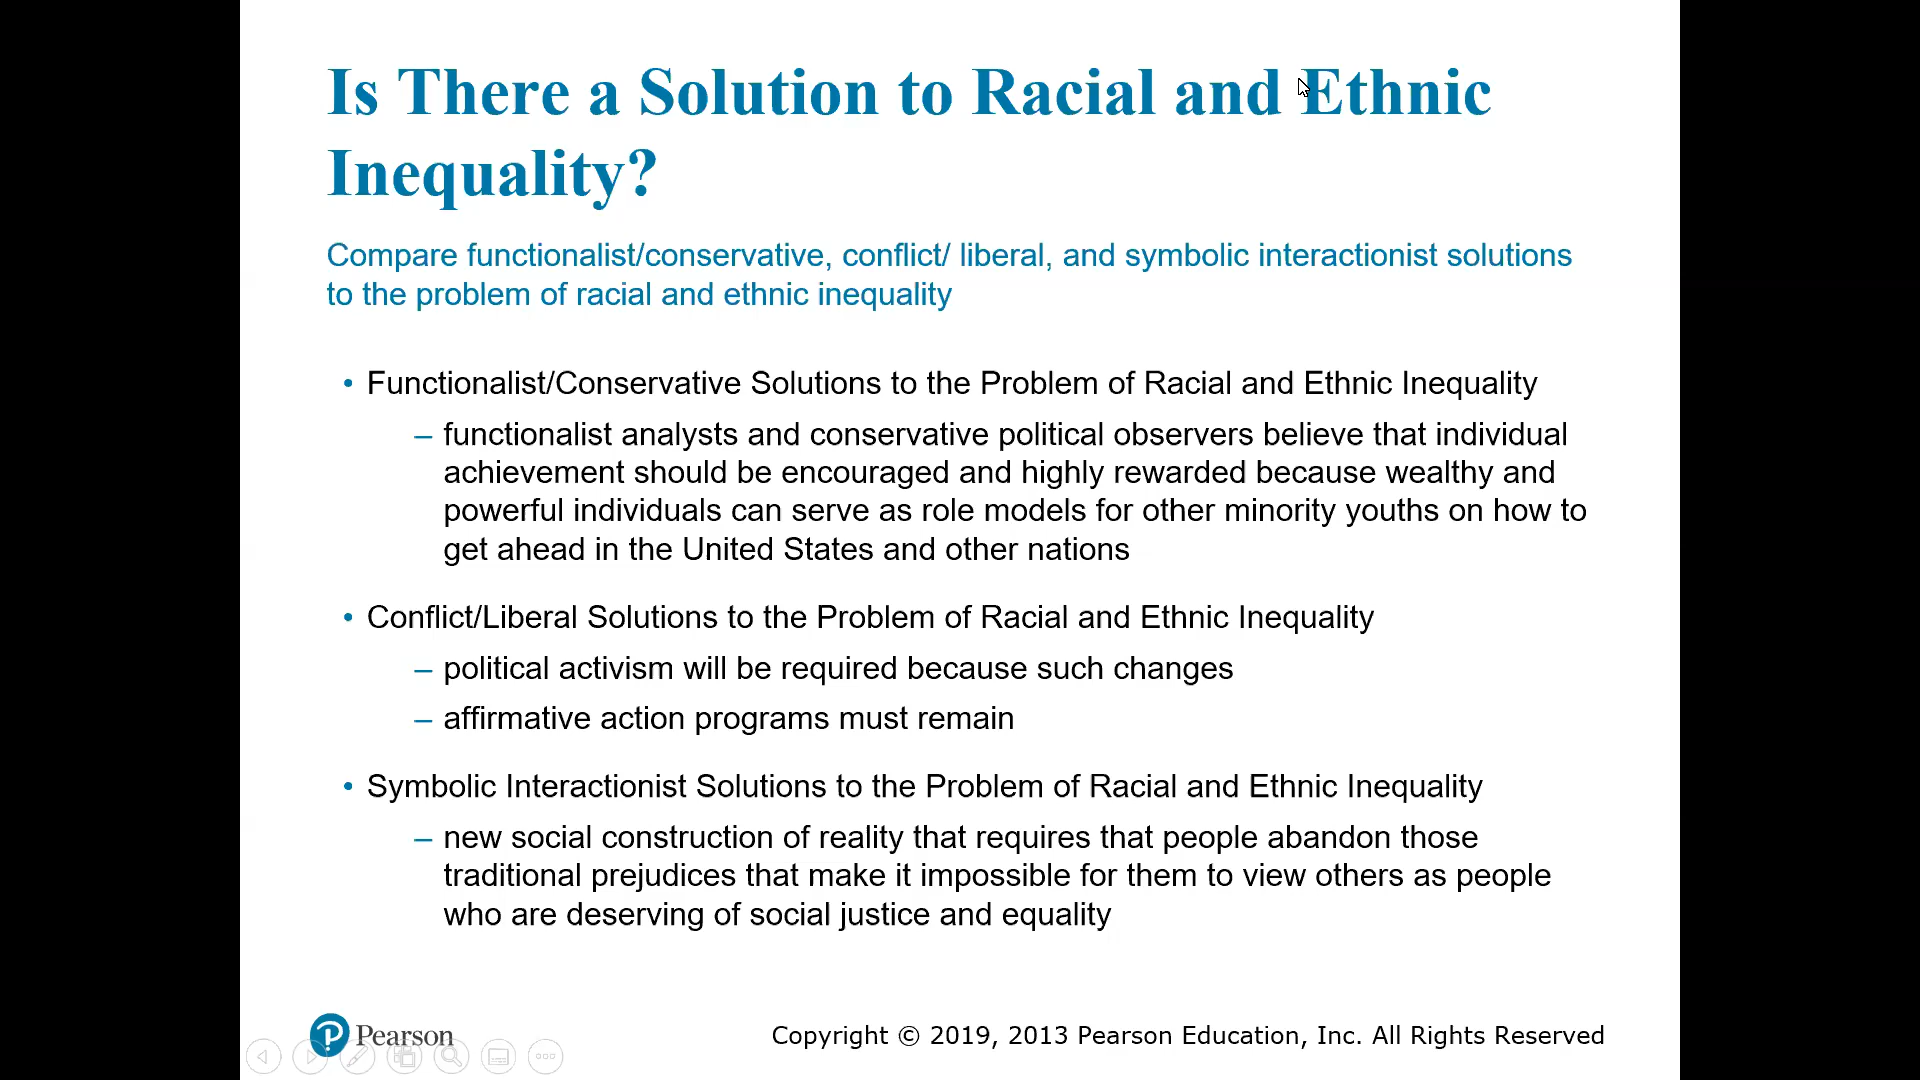 Is There a Solution to Racial and Ethnic
Inequality?
Compare functionalist/conservative, conflict/ liberal, and symbolic interactionist solutions
to the problem of racial and ethnic inequality
• Functionalist/Conservative Solutions to the Problem of Racial and Ethnic Inequality
– functionalist analysts and conservative political observers believe that individual
achievement should be encouraged and highly rewarded because wealthy and
powerful individuals can serve as role models for other minority youths on how to
get ahead in the United States and other nations
• Conflict/Liberal Solutions to the Problem of Racial and Ethnic Inequality
– political activism will be required because such changes
– affirmative action programs must remain
• Symbolic Interactionist Solutions to the Problem of Racial and Ethnic Inequality
– new social construction of reality that requires that people abandon those
traditional prejudices that make it impossible for them to view others as people
who are deserving of social justice and equality
Pearson
Copyright © 2019, 2013 Pearson Education, Inc. All Rights Reserved